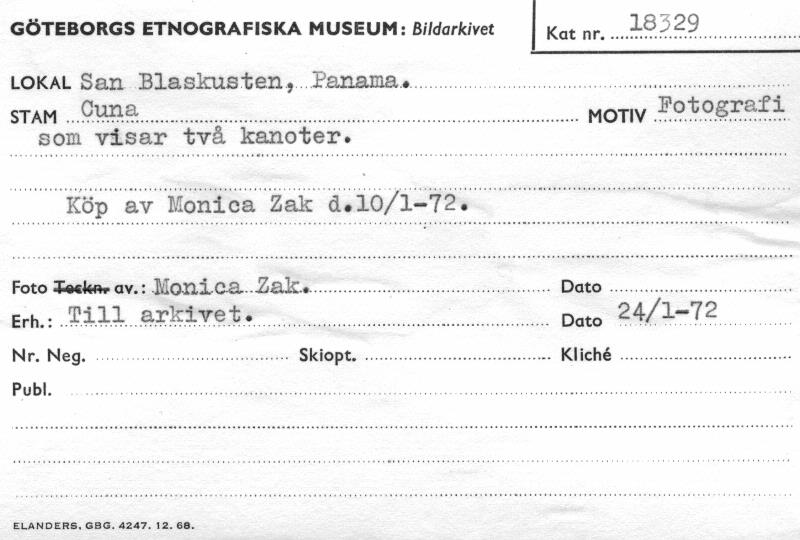 GÖTEBORGS ETNOGRAFISKA MUSEUM: Bildarkivet
Kat nr. 18329
LOKAL San Blaskusten, Panama.
STAM Cuna MOTIV Fotografi
som visar två kanoter.
Köp av Monica Zak d.10/1-72.
Foto Teckn. av.: Monica Zak. Dato
Erh.: Till arkivet. Dato 24/1-72
Nr. Neg. Skiopt. Kliché
Publ.
ELANDERS, GBG. 4247. 12. 68.